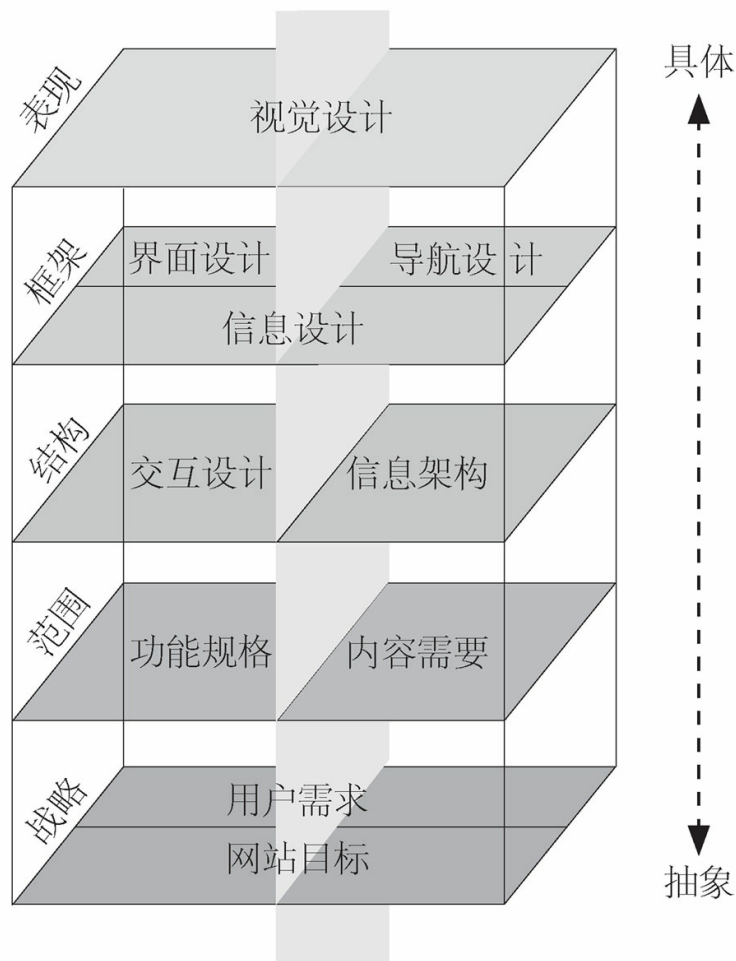 具体
表现
视觉设计
框架
界面设计
导航设计
信息设计
结构
交互设计
信息架构
范围
功能规格
内容需要
战略
用户需求
网站目标
抽象